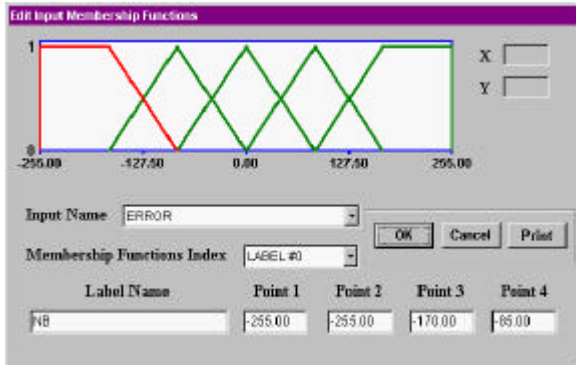 Edit Input Membership Functions
1
X
Y
0
-255.00 -127.50 0.00 127.50 255.00
Input Name ERROR
OK Cancel Print
Membership Functions Index LABEL #0
Label Name Point 1 Point 2 Point 3 Point 4
NB -255.00 -255.00 -170.00 -85.00